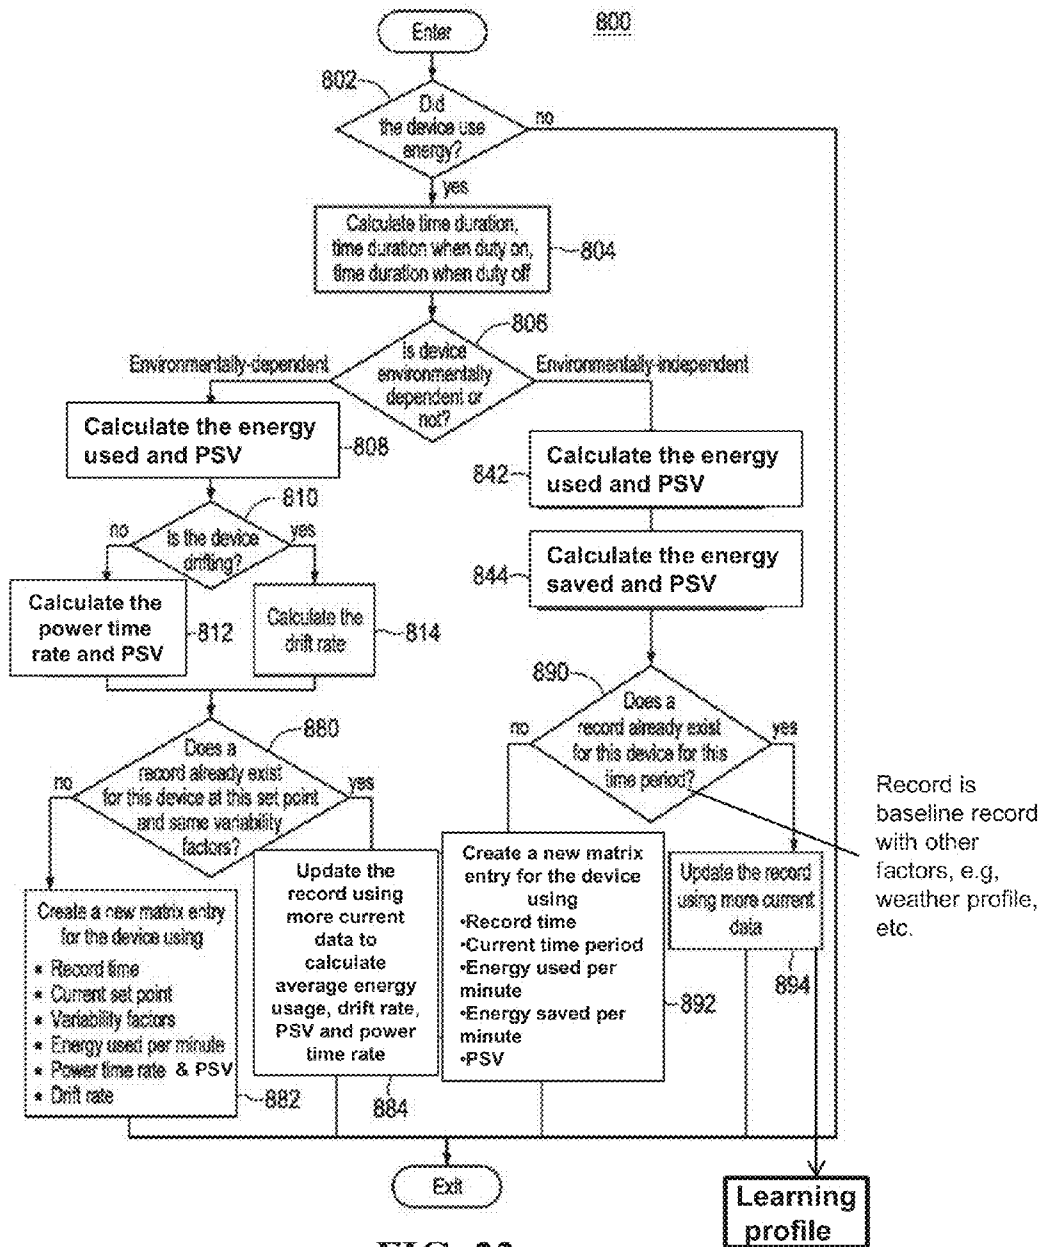 Enter
800
802
Did
the device use
energy?
no
yes
Calculate time duration,
time duration when duty on,
time duration when duty off
804
806
Is device
environmentally
dependent or
not?
Environmentally-dependent
Environmentally-independent
Calculate the energy
used and PSV
808
810
Is the device
drifting?
no
yes
Calculate the
power time
rate and PSV
812
Calculate the
drift rate
814
880
Does a
record already exist
for this device at this set point
and same variability
factors?
no
yes
Create a new matrix entry
for the device using
• Record time
• Current set point
• Variability factors
• Energy used per minute
• Power time rate & PSV
• Drift rate
882
Update the
record using
more current
data to
calculate
average energy
usage, drift rate,
PSV and power
time rate
884
842
Calculate the energy
used and PSV
844
Calculate the energy
saved and PSV
890
Does a
record already exist
for this device for this
time period?
no
yes
Create a new matrix
entry for the device
using
•Record time
•Current time period
•Energy used per
minute
•Energy saved per
minute
•PSV
892
Update the record
using more current
data
894
Record is
baseline record
with other
factors, e.g,
weather profile,
etc.
Exit
Learning
profile